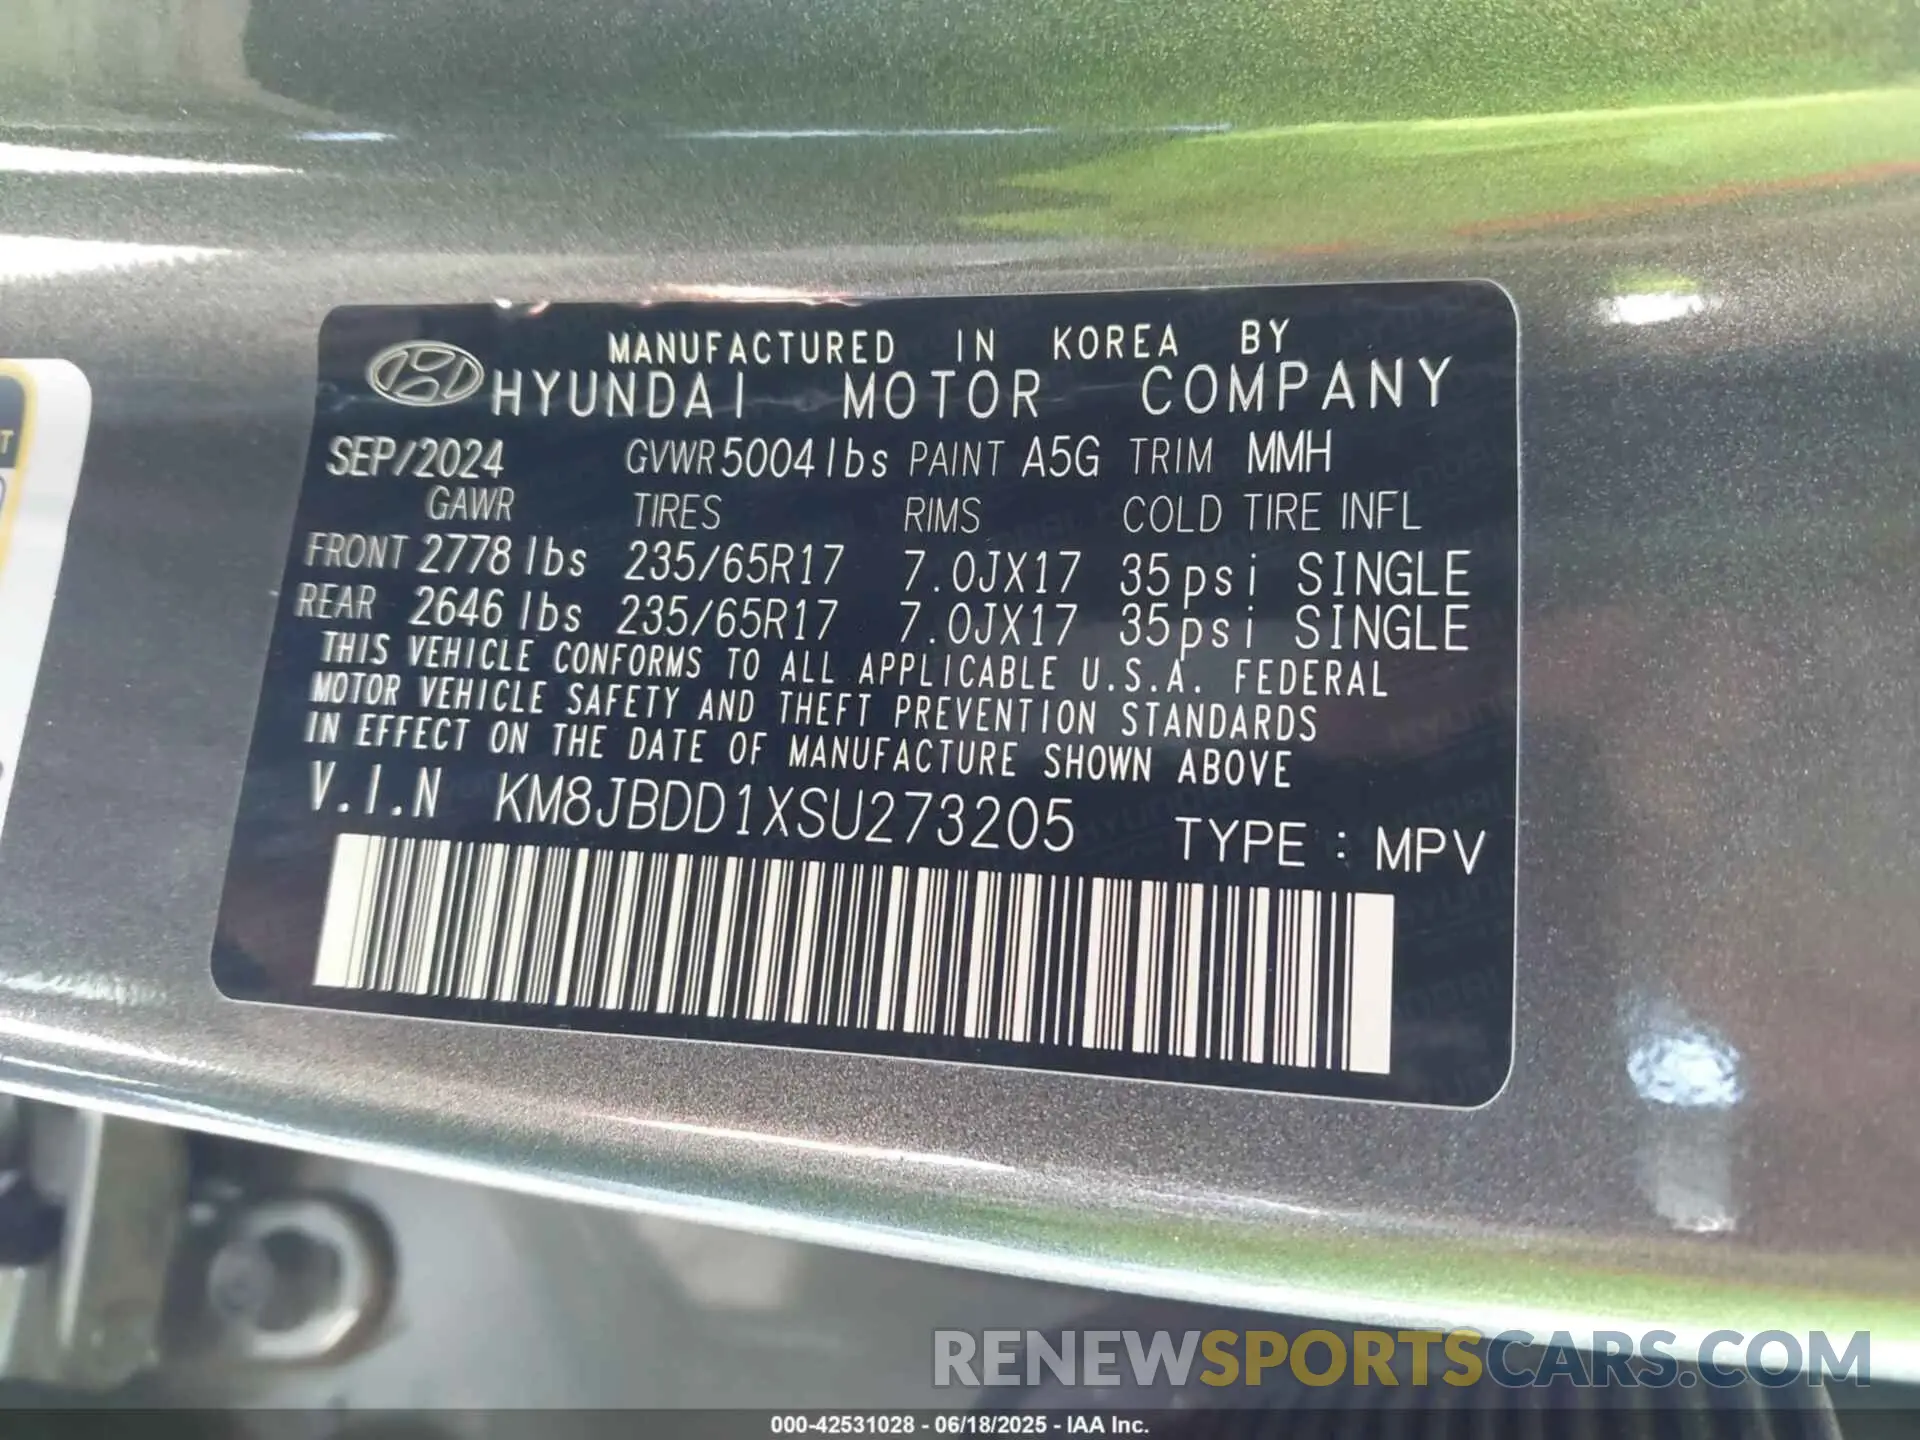 MANUFACTURED IN KOREA BY
HYUNDAI MOTOR COMPANY
SEP/2024 GVWR 5004lbs PAINT A5G TRIM MMH
GAWR TIRES RIMS COLD TIRE INFL
FRONT 2778 lbs 235/65R17 7.0JX17 35psi SINGLE
REAR 2646 lbs 235/65R17 7.0JX17 35psi SINGLE
THIS VEHICLE CONFORMS TO ALL APPLICABLE U.S.A. FEDERAL
MOTOR VEHICLE SAFETY AND THEFT PREVENTION STANDARDS
IN EFFECT ON THE DATE OF MANUFACTURE SHOWN ABOVE
V.I.N KM8JBDD1XSU273205 TYPE : MPV
RENEWSPORTSCARS.COM
000-42531028 - 06/18/2025 - IAA Inc.